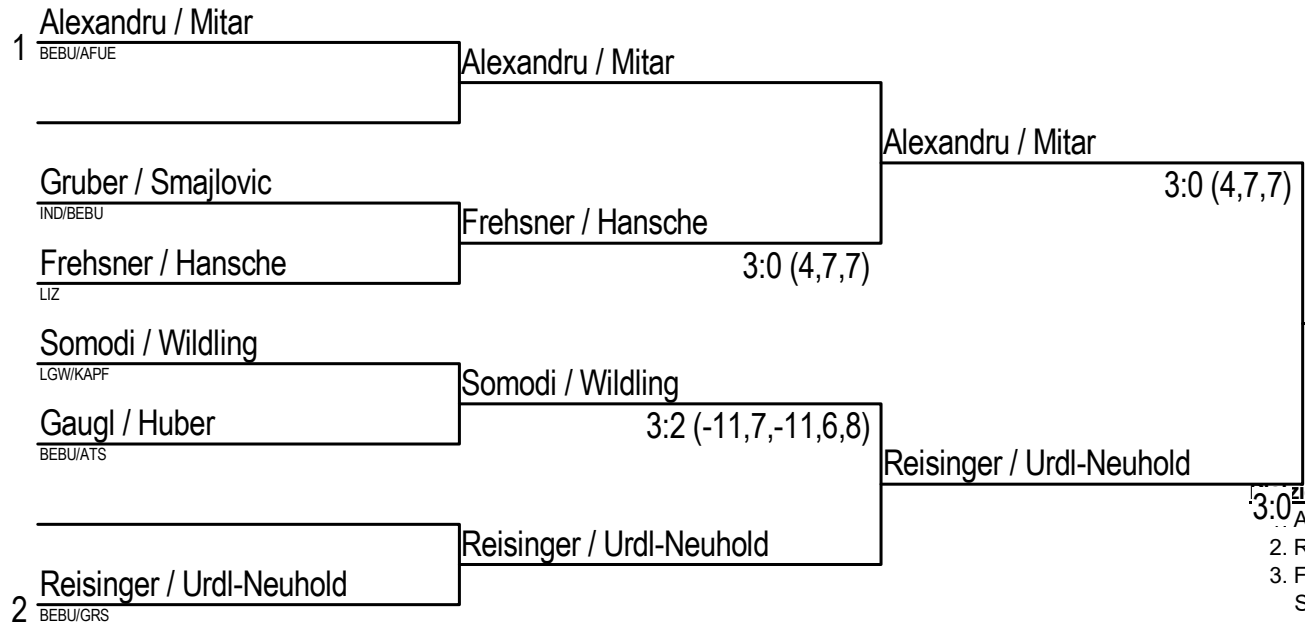 1
Alexandru / Mitar
BEBU/AFUE
Alexandru / Mitar
Alexandru / Mitar
3:0 (4,7,7)
Gruber / Smajlovic
IND/BEBU
Frehsner / Hansche
3:0 (4,7,7)
Frehsner / Hansche
LIZ
Somodi / Wildling
LGW/KAPF
Somodi / Wildling
3:2 (-11,7,-11,6,8)
Gaugl / Huber
BEBU/ATS
Reisinger / Urdl-Neuhold
3:0
A
Reisinger / Urdl-Neuhold
2. R
3. F
S
2
Reisinger / Urdl-Neuhold
BEBU/GRS